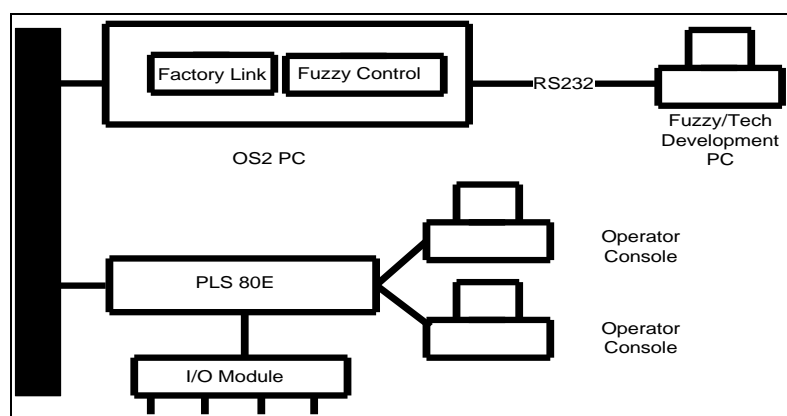 Factory Link
Fuzzy Control
RS232
Fuzzy/Tech
Development
PC
OS2 PC
Operator
Console
PLS 80E
Operator
Console
I/O Module